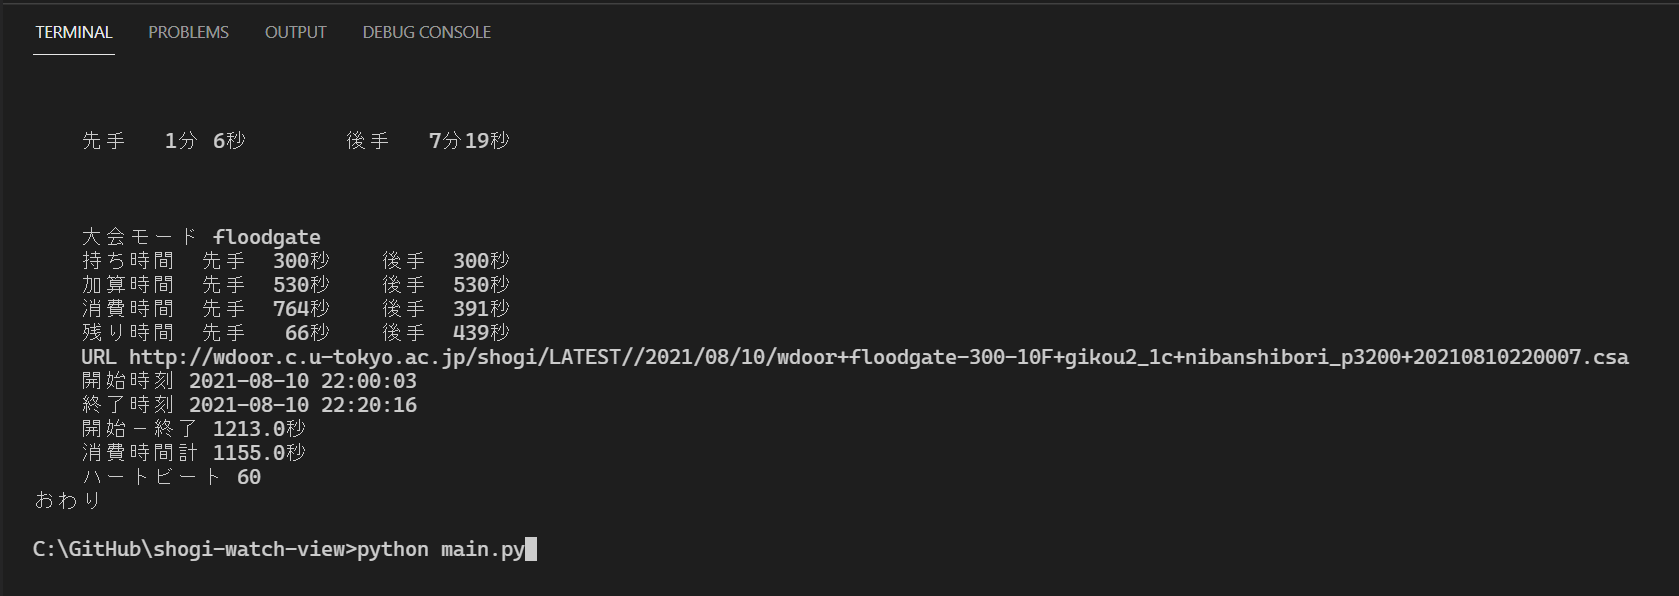 TERMINAL PROBLEMS OUTPUT DEBUG CONSOLE
先手 1分 6秒 後手 7分19秒
大会モード floodgate
持ち時間 先手 300秒 後手 300秒
加算時間 先手 530秒 後手 530秒
消費時間 先手 764秒 後手 391秒
残り時間 先手 66秒 後手 439秒
URL http://wdoor.c.u-tokyo.ac.jp/shogi/LATEST//2021/08/10/wdoor+floodgate-300-10F+gikou2_1c+nibanshibori_p3200+20210810220007.csa
開始時刻 2021-08-10 22:00:03
終了時刻 2021-08-10 22:20:16
開始－終了 1213.0秒
消費時間計 1155.0秒
ハートビート 60
おわり
C:\GitHub\shogi-watch-view>python main.py